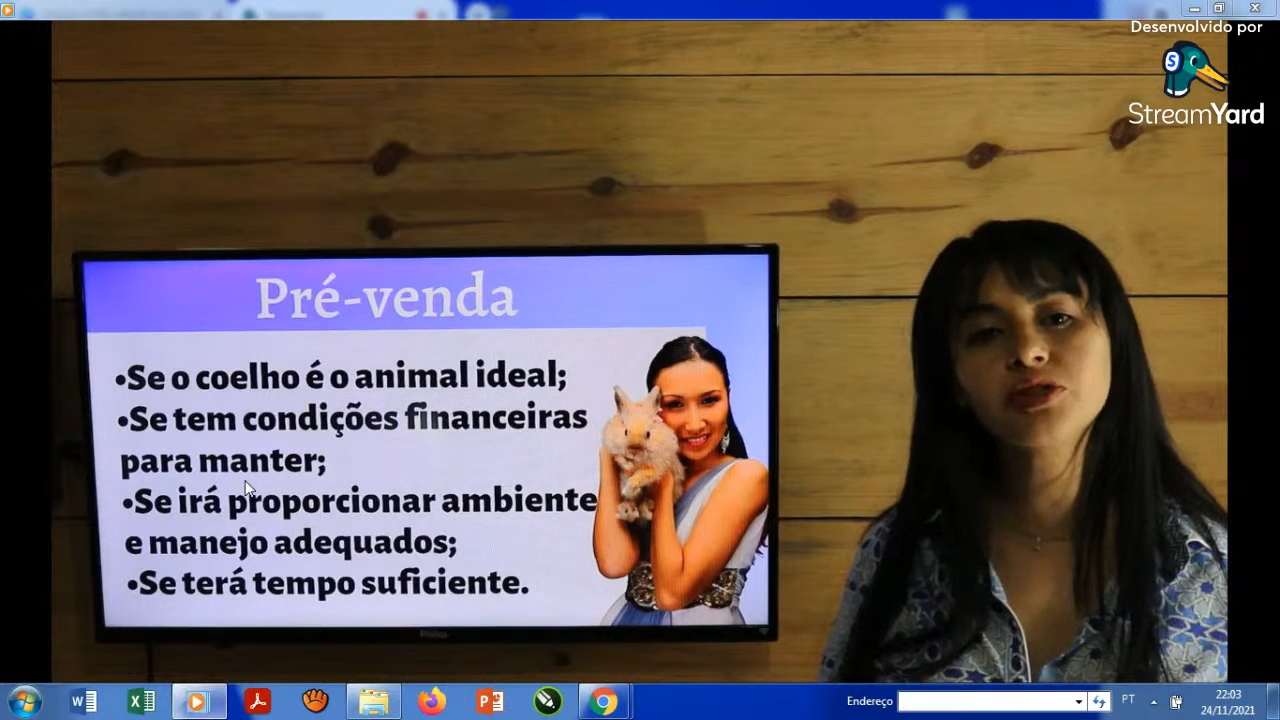 Desenvolvido por
StreamYard
Pré-venda
•Se o coelho é o animal ideal;
•Se tem condições financeiras
para manter;
•Se irá proporcionar ambiente
e manejo adequados;
•Se terá tempo suficiente.
Philco
Endereço
PT
22:03
24/11/2021